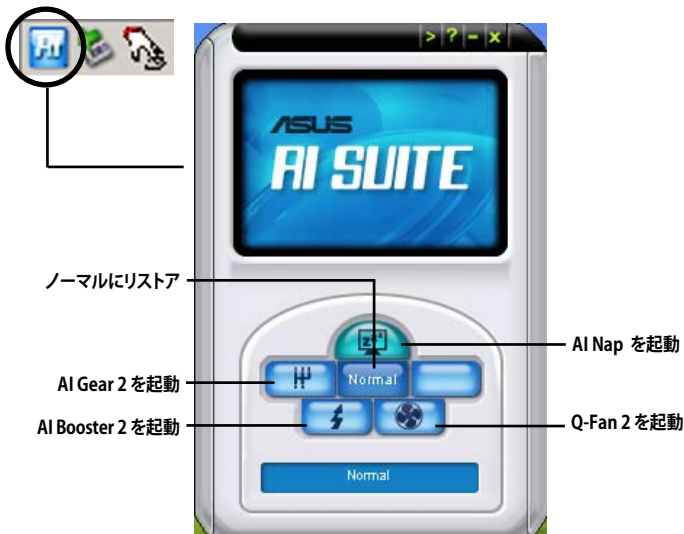 Ai
> ? - x
ASUS
AI SUITE
ノーマルにリストア
AI Nap を起動
AI Gear 2 を起動
Normal
AI Booster 2 を起動
Q-Fan 2 を起動
Normal